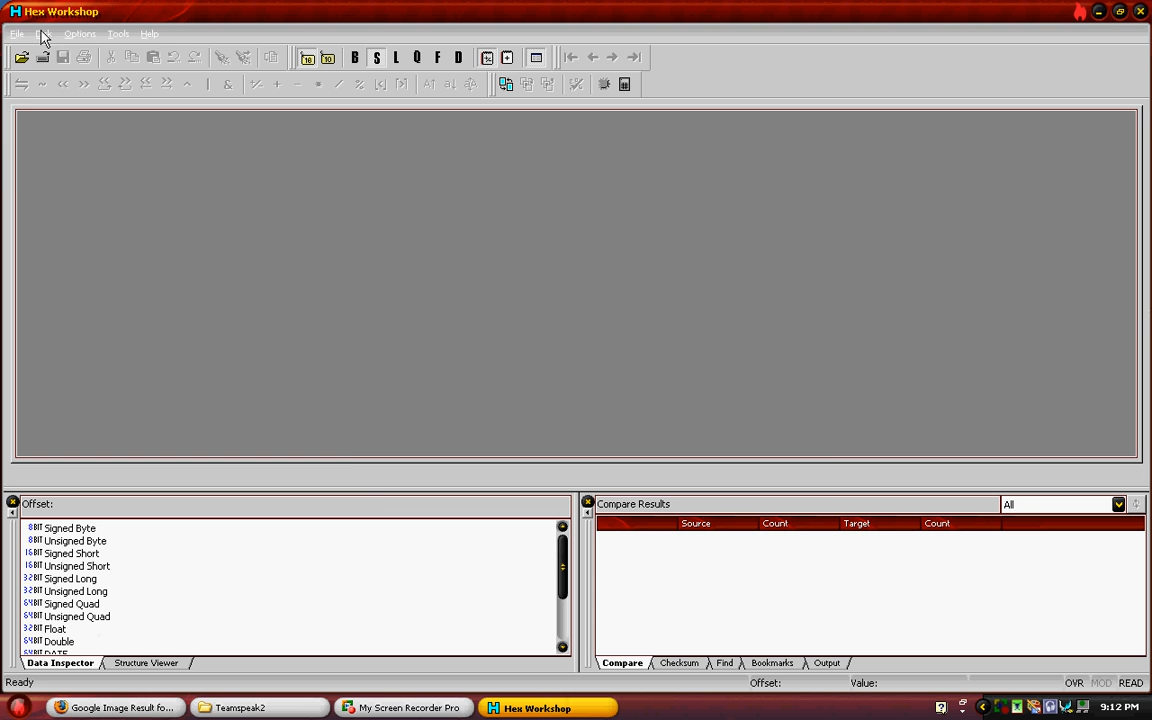 Hex Workshop
File Disk Options Tools Help
B S L Q F D
Offset:
8BIT Signed Byte
8BIT Unsigned Byte
16BIT Signed Short
16BIT Unsigned Short
32BIT Signed Long
32BIT Unsigned Long
64BIT Signed Quad
64BIT Unsigned Quad
32BIT Float
64BIT Double
64BIT DATE
Data Inspector Structure Viewer
Compare Results All
Source Count Target Count
Compare Checksum Find Bookmarks Output
Ready Offset: Value: OVR MOD READ
Google Image Result fo... Teamspeak2 My Screen Recorder Pro Hex Workshop 9:12 PM